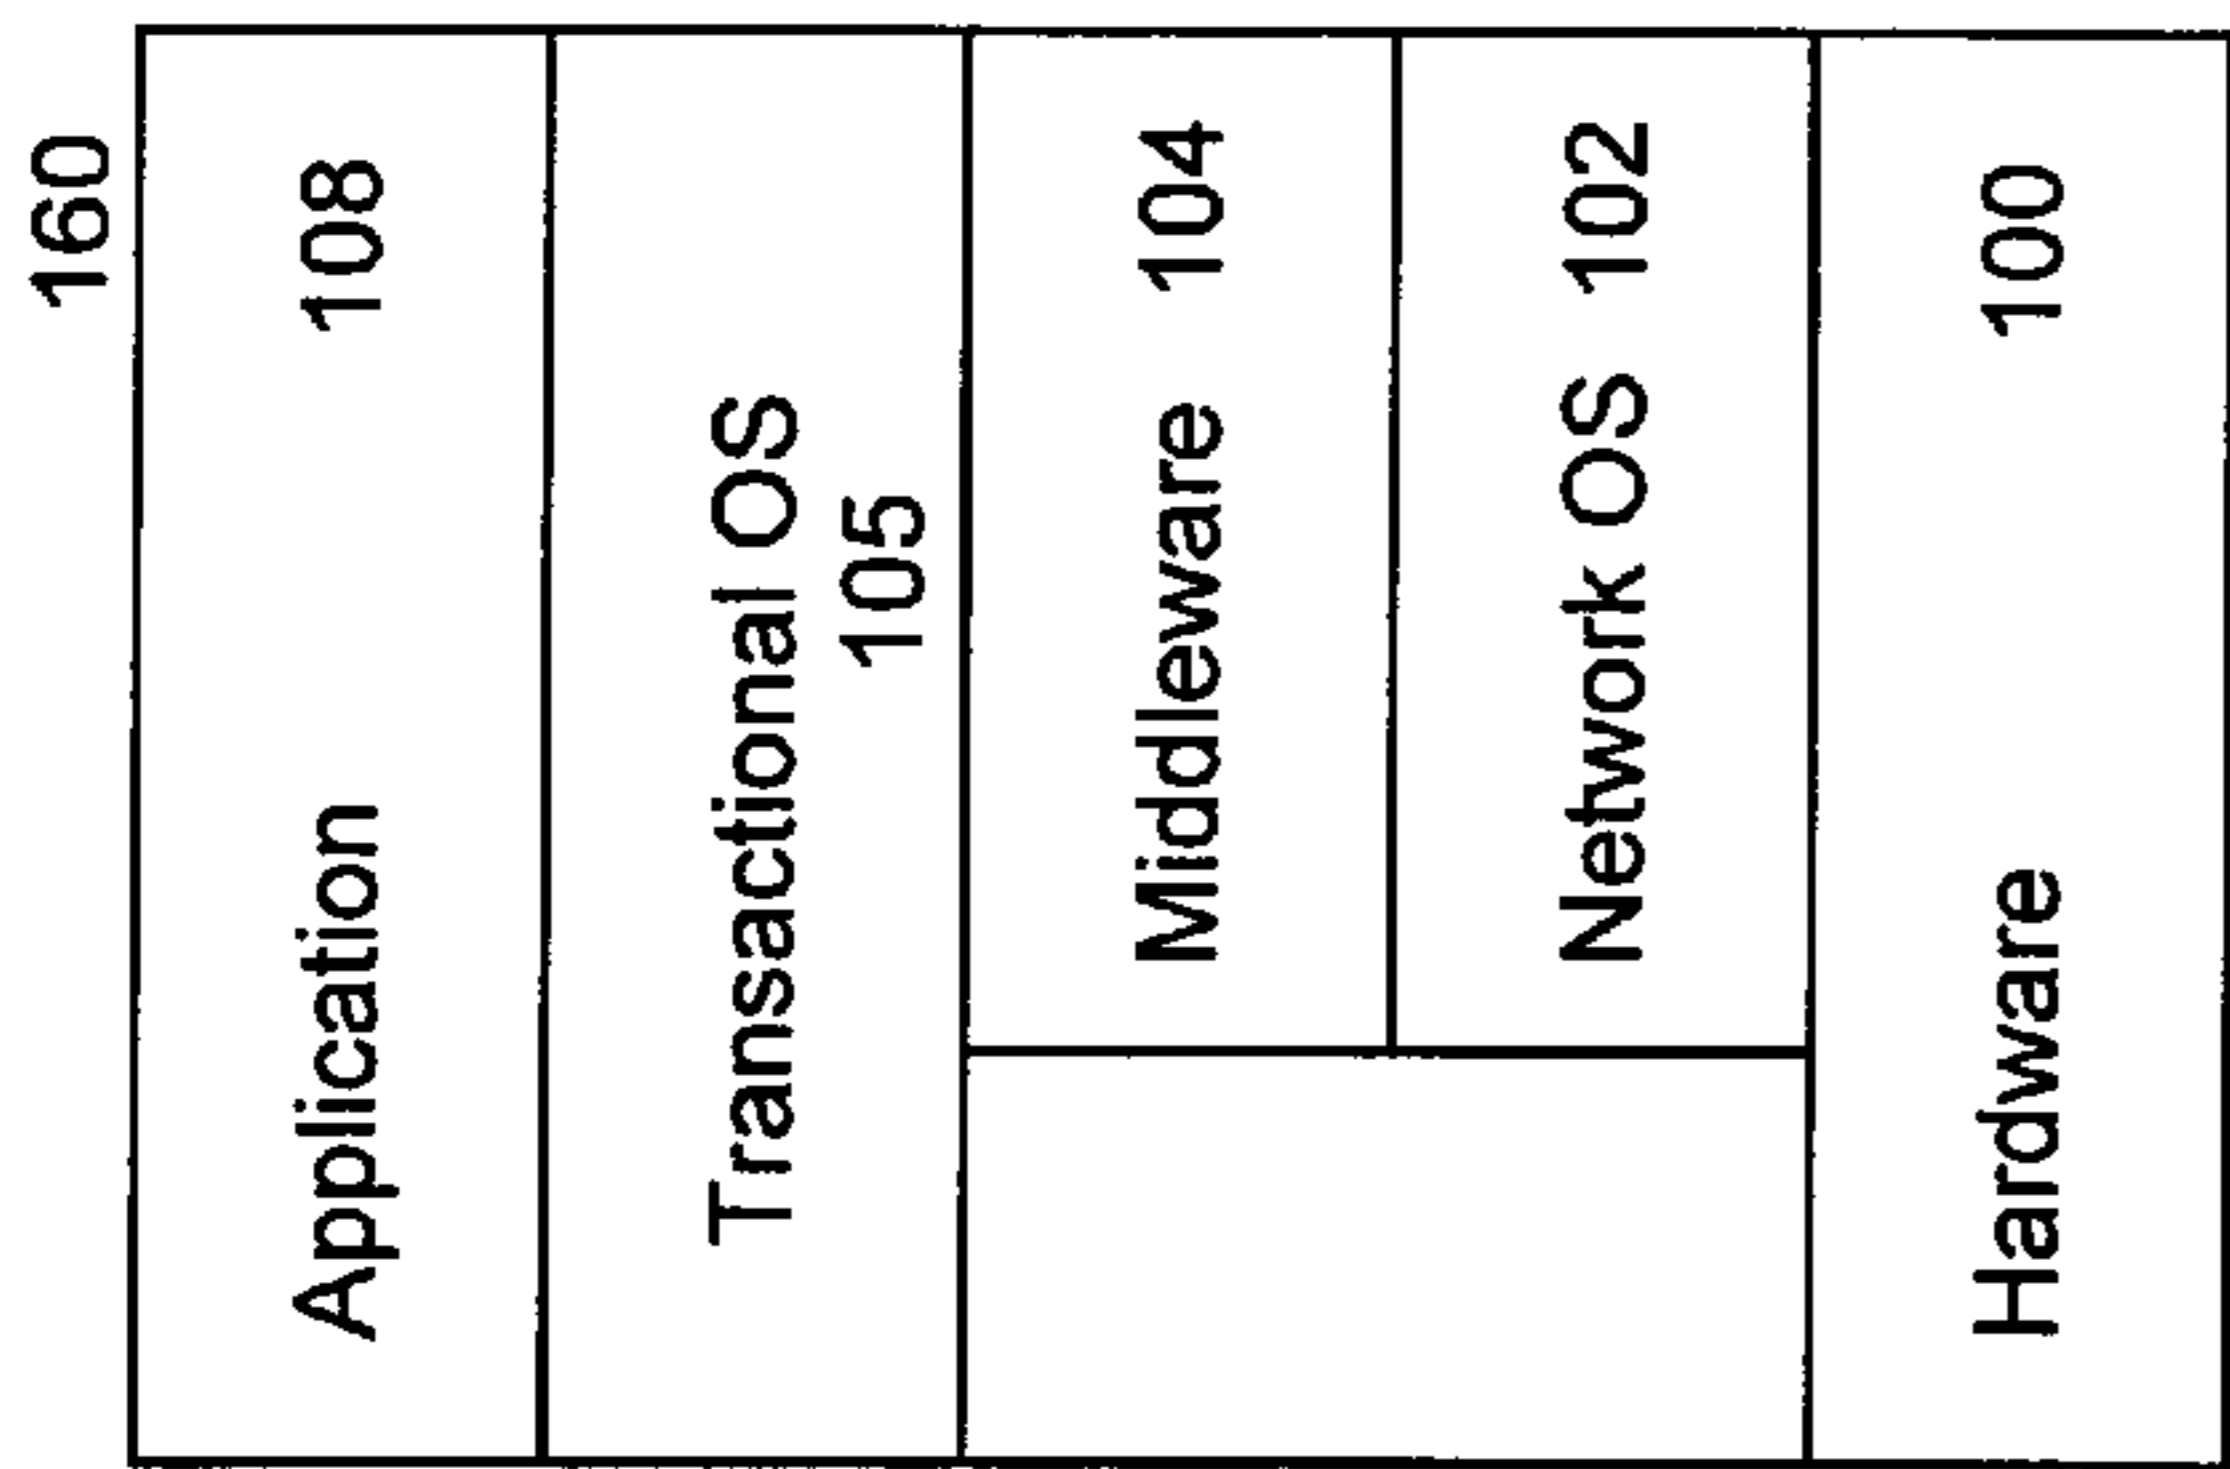 160
Application 108
Transactional OS
105
Middleware 104
Network OS 102
Hardware 100